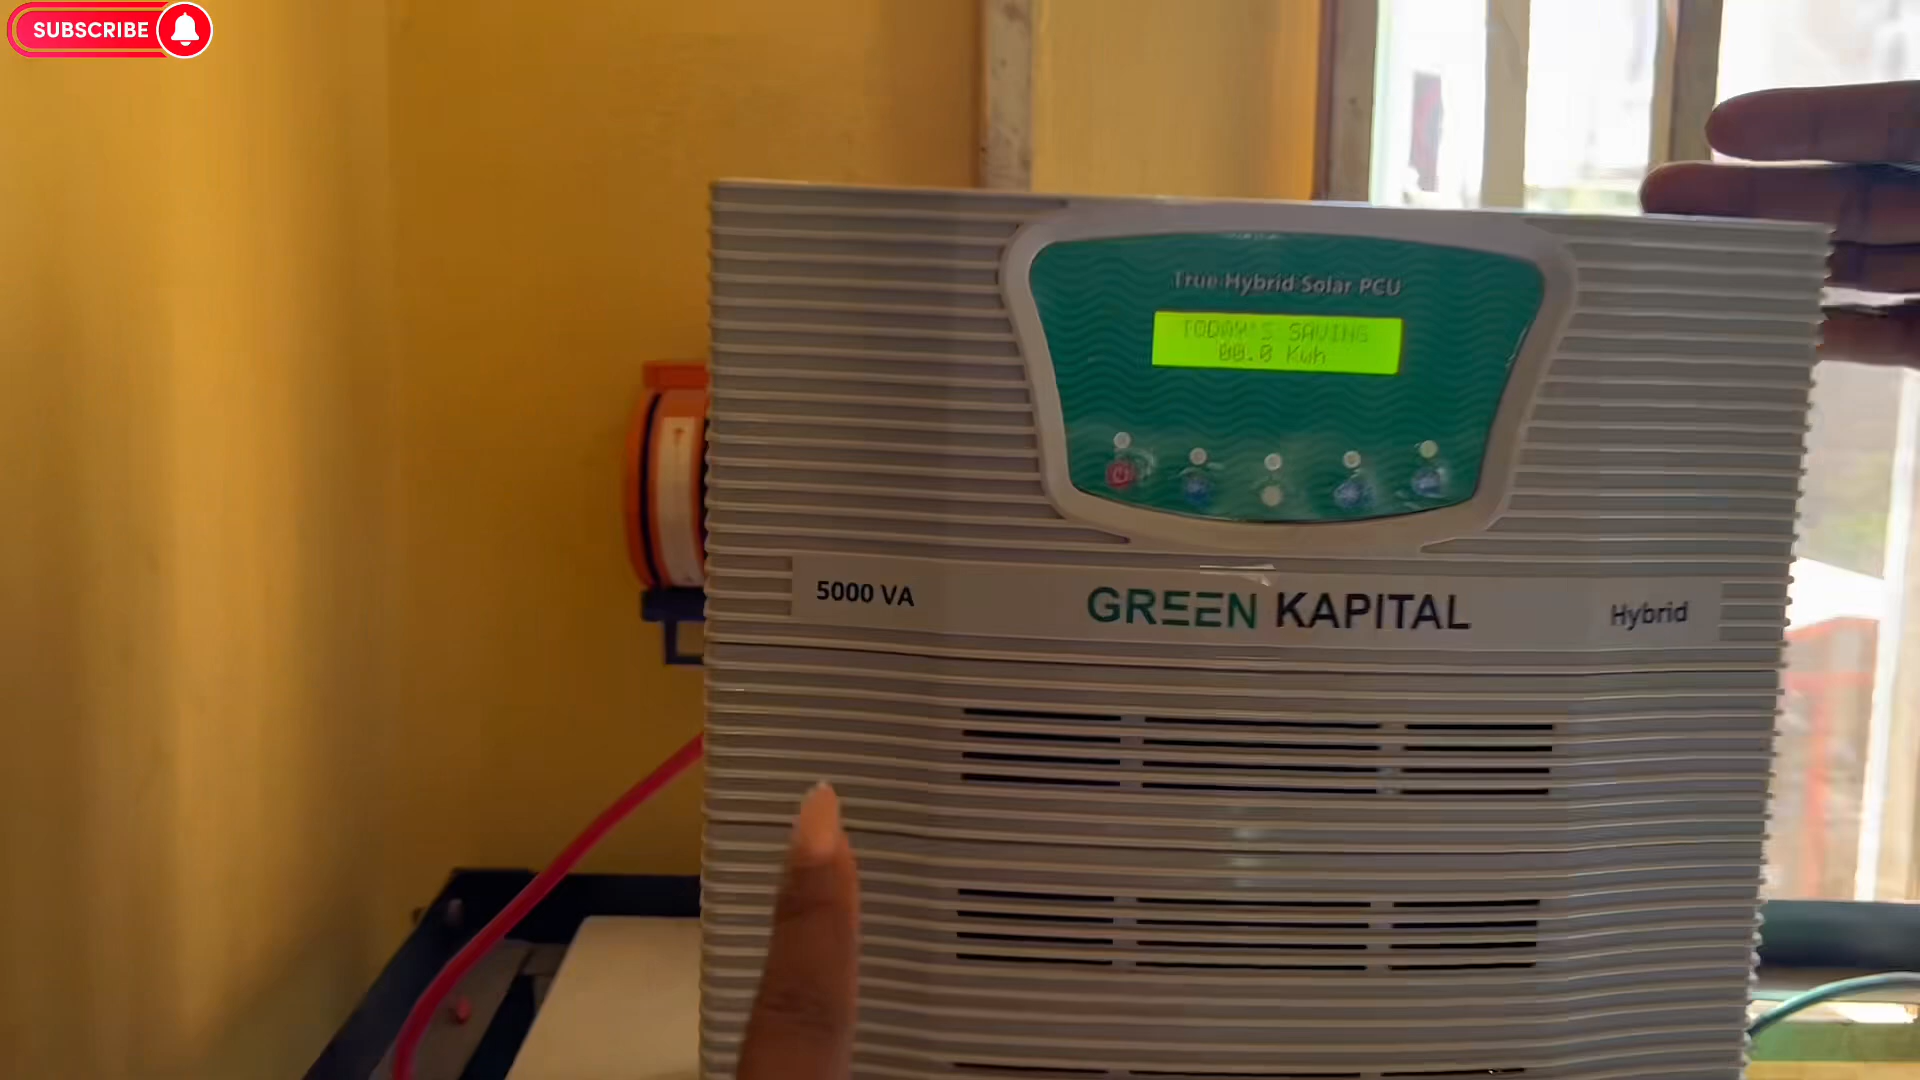 SUBSCRIBE
True Hybrid Solar PCU
TODAY'S SAVING
00.0 Kwh
5000 VA
GREEN KAPITAL
Hybrid